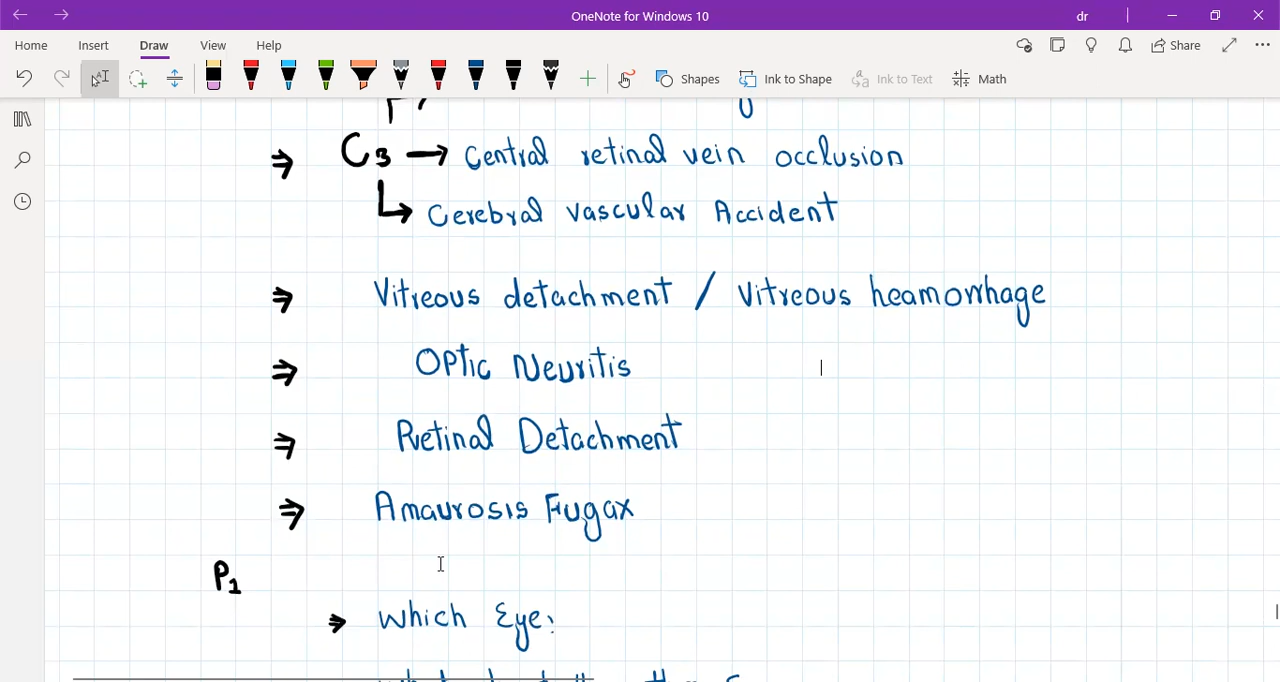 OneNote for Windows 10
dr
Home Insert Draw View Help
Share
Shapes Ink to Shape Ink to Text Math
⇒ C3 → Central retinal vein occlusion
↳ Cerebral vascular Accident
⇒ Vitreous detachment / Vitreous heamorrhage
⇒ Optic Neuritis
⇒ Retinal Detachment
⇒ Amaurosis Fugax
P1
→ Which Eye: